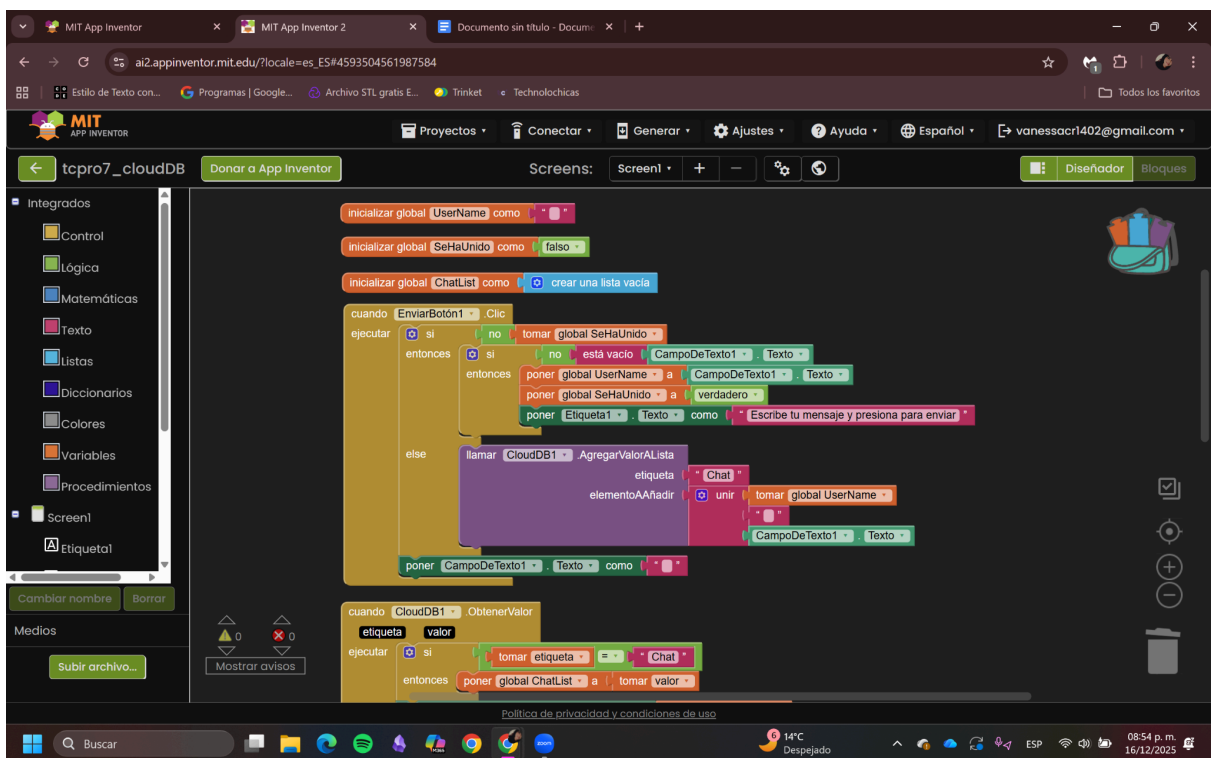 MIT App Inventor
MIT App Inventor 2
Documento sin título - Docume
ai2.appinventor.mit.edu/?locale=es_ES#4593504561987584
Estilo de Texto con...
Programas | Google...
Archivo STL gratis E...
Trinket
Technolochicas
Todos los favoritos
MIT
APP INVENTOR
Proyectos
Conectar
Generar
Ajustes
Ayuda
Español
vanessacr1402@gmail.com
tcpro7_cloudDB
Donar a App Inventor
Screens:
Screen1
+
-
Diseñador
Bloques
Integrados
Control
Lógica
Matemáticas
Texto
Listas
Diccionarios
Colores
Variables
Procedimientos
Screen1
A Etiqueta1
Cambiar nombre
Borrar
Medios
Subir archivo...
0
0
Mostrar avisos
inicializar global UserName como " "
inicializar global SeHaUnido como falso
inicializar global ChatList como crear una lista vacía
cuando EnviarBotón1 .Clic
ejecutar si no tomar global SeHaUnido
entonces si no está vacío CampoDeTexto1 . Texto
entonces poner global UserName a CampoDeTexto1 . Texto
poner global SeHaUnido a verdadero
poner Etiqueta1 . Texto como " Escribe tu mensaje y presiona para enviar "
else llamar CloudDB1 .AgregarValorALista
etiqueta " Chat "
elementoAAñadir unir tomar global UserName
" "
CampoDeTexto1 . Texto
poner CampoDeTexto1 . Texto como " "
cuando CloudDB1 .ObtenerValor
etiqueta valor
ejecutar si tomar etiqueta = " Chat "
entonces poner global ChatList a tomar valor
Política de privacidad y condiciones de uso
Buscar
zoom
6
14°C
Despejado
ESP
08:54 p. m.
16/12/2025